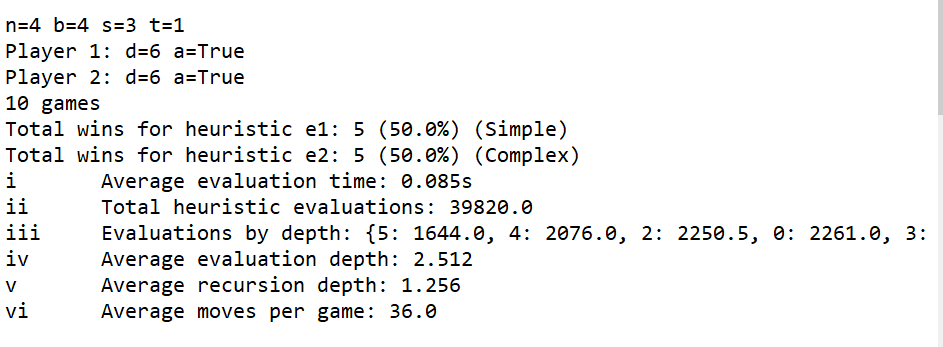 n=4 b=4 s=3 t=1
Player 1: d=6 a=True
Player 2: d=6 a=True
10 games
Total wins for heuristic e1: 5 (50.0%) (Simple)
Total wins for heuristic e2: 5 (50.0%) (Complex)
i	Average evaluation time: 0.085s
ii	Total heuristic evaluations: 39820.0
iii	Evaluations by depth: {5: 1644.0, 4: 2076.0, 2: 2250.5, 0: 2261.0, 3:
iv	Average evaluation depth: 2.512
v	Average recursion depth: 1.256
vi	Average moves per game: 36.0